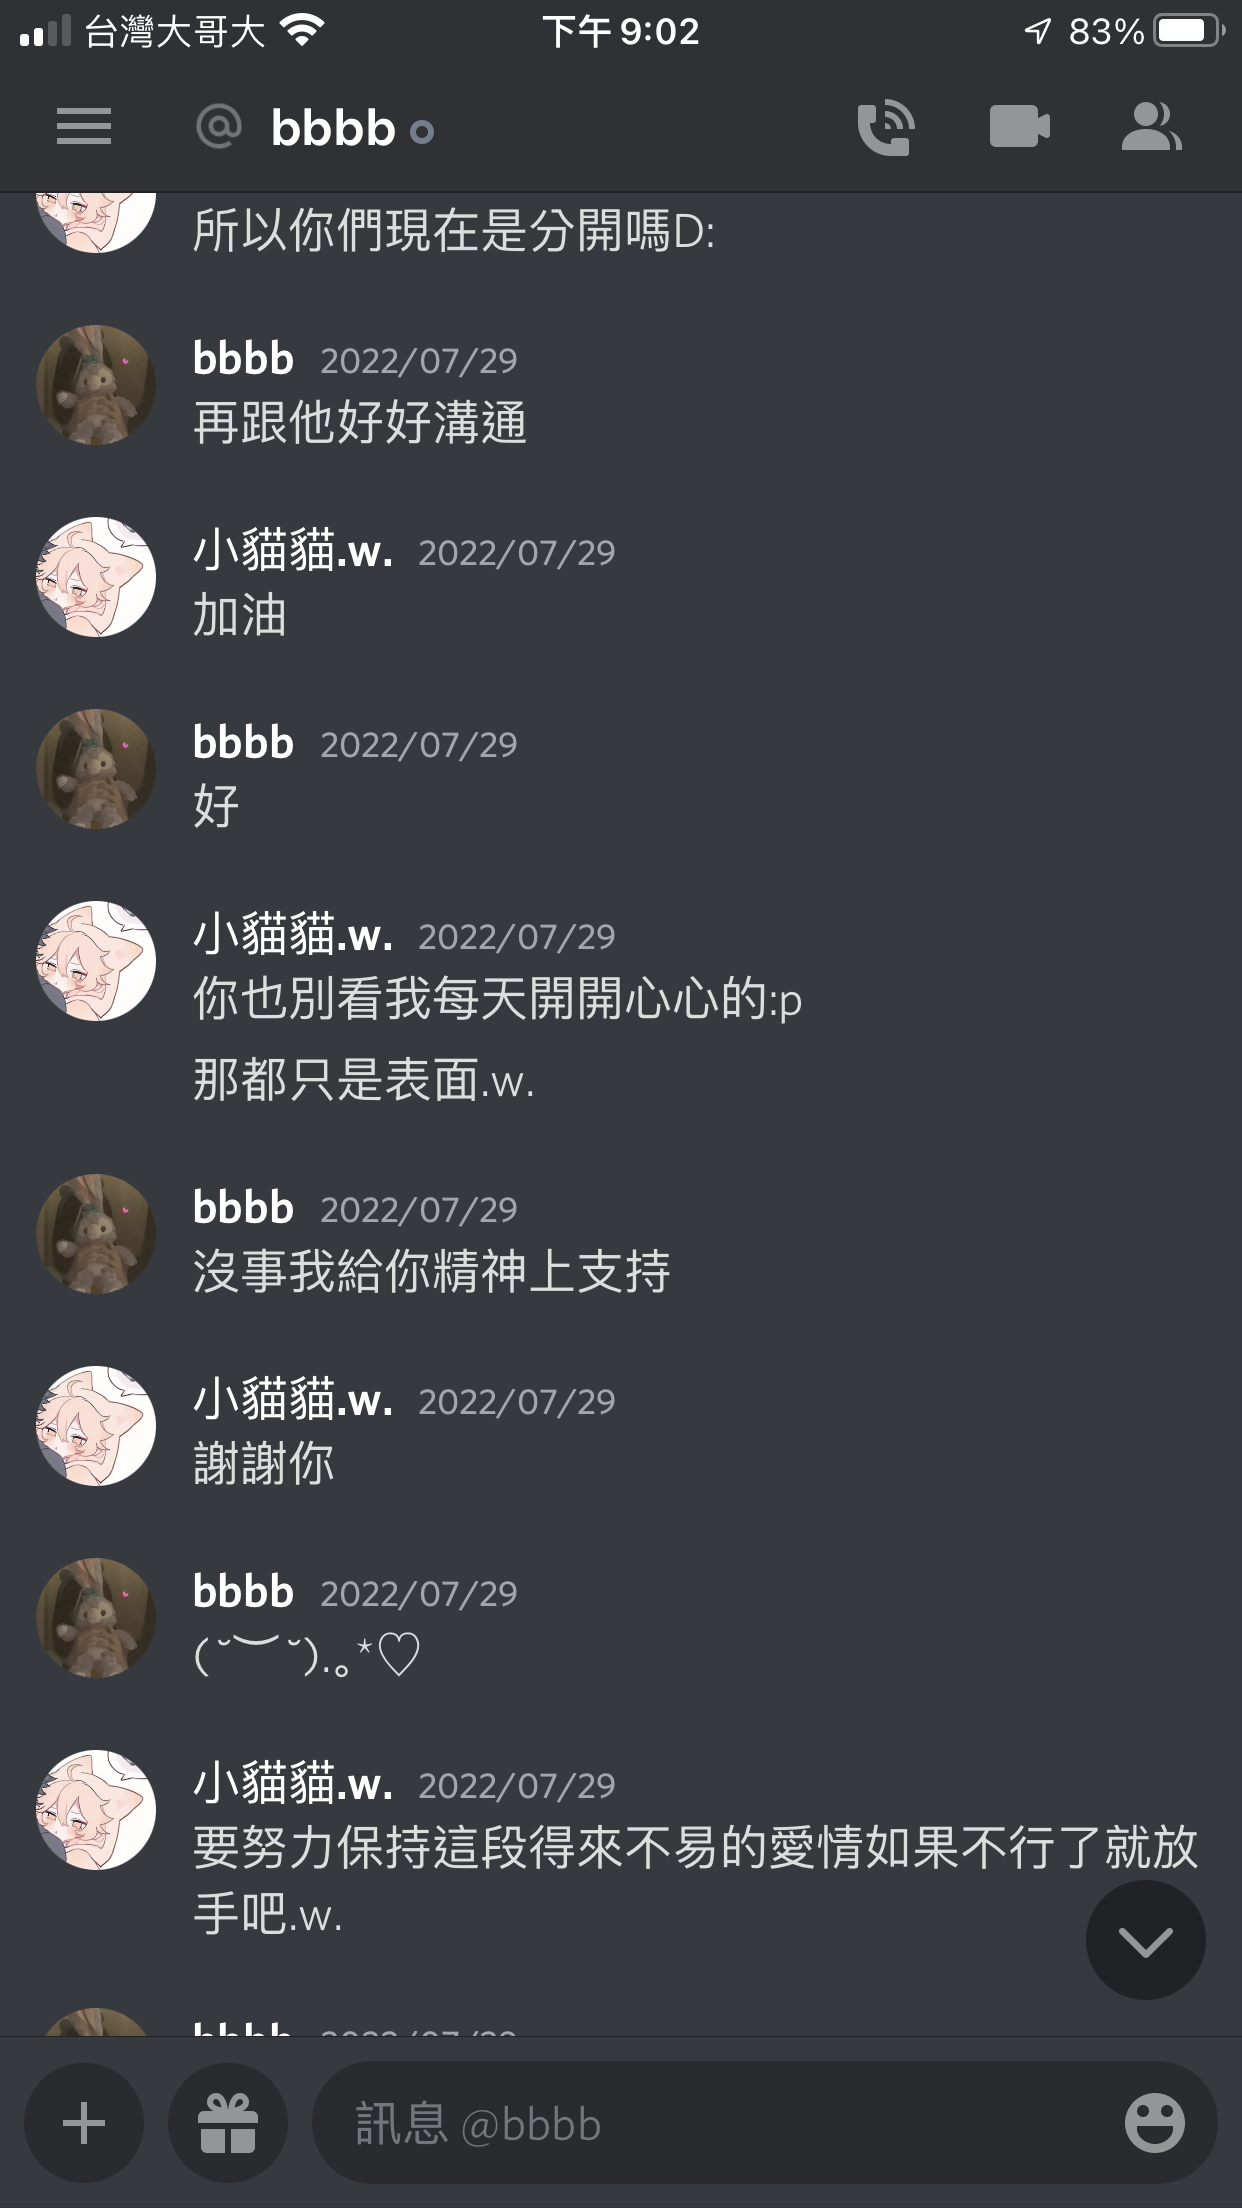 台灣大哥大 下午 9:02 83%
@ bbbb
所以你們現在是分開嗎D:
bbbb 2022/07/29
再跟他好好溝通
小貓貓.w. 2022/07/29
加油
bbbb 2022/07/29
好
小貓貓.w. 2022/07/29
你也別看我每天開開心心的:p
那都只是表面.w.
bbbb 2022/07/29
沒事我給你精神上支持
小貓貓.w. 2022/07/29
謝謝你
bbbb 2022/07/29
(˘͡˘).｡*♡
小貓貓.w. 2022/07/29
要努力保持這段得來不易的愛情如果不行了就放
手吧.w.
bbbb 2022/07/29
訊息 @bbbb